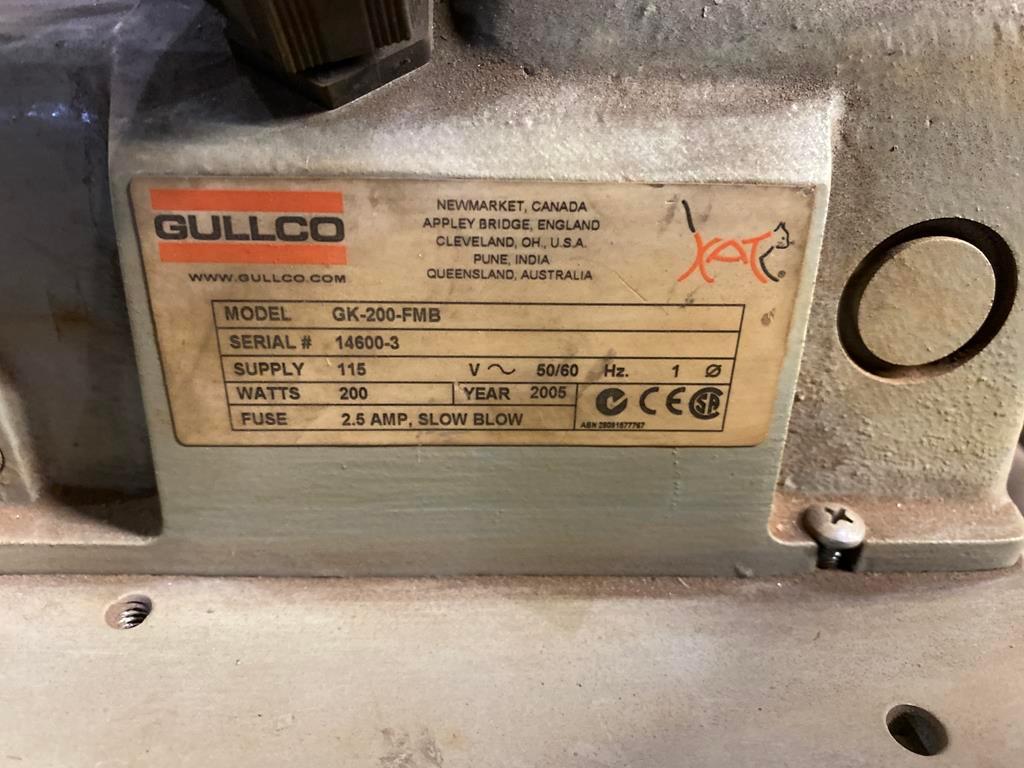 GULLCO
WWW.GULLCO.COM
NEWMARKET, CANADA
APPLEY BRIDGE, ENGLAND
CLEVELAND, OH., U.S.A.
PUNE, INDIA
QUEENSLAND, AUSTRALIA
KAT ®
MODEL GK-200-FMB
SERIAL # 14600-3
SUPPLY 115 V ~ 50/60 Hz. 1 Ø
WATTS 200 YEAR 2005
FUSE 2.5 AMP, SLOW BLOW
CE SA